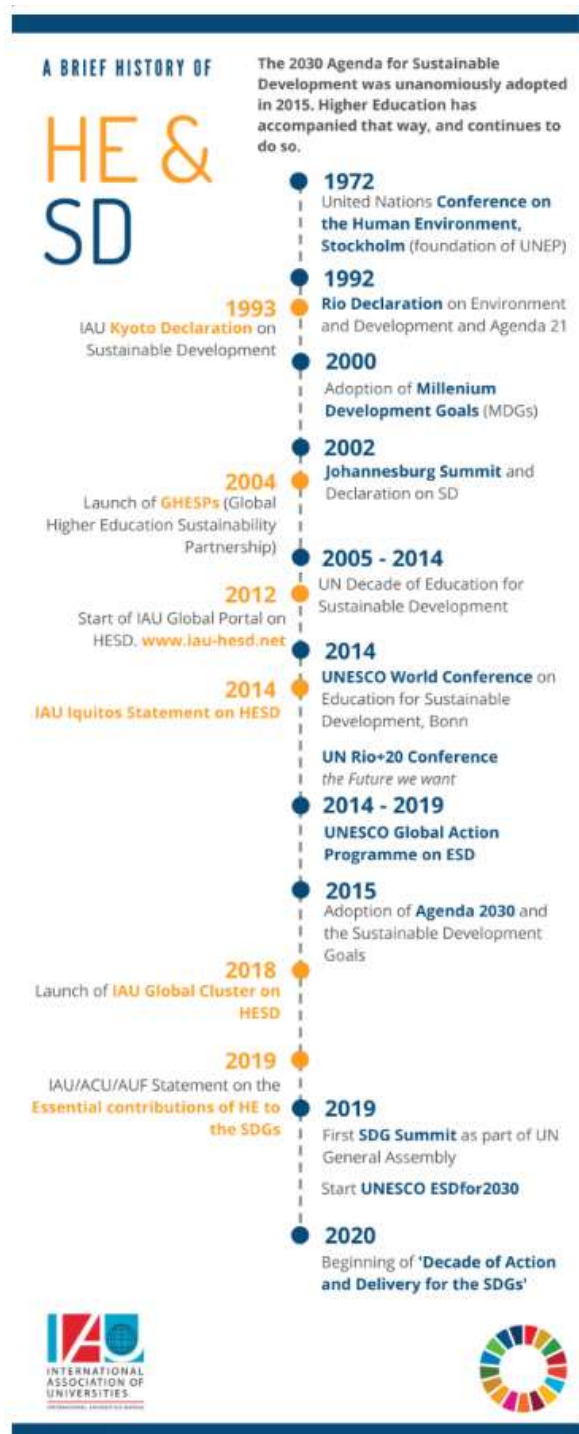 A BRIEF HISTORY OF
HE &
SD
The 2030 Agenda for Sustainable
Development was unanomiously adopted
in 2015. Higher Education has
accompanied that way, and continues to
do so.
1972
United Nations Conference on
the Human Environment,
Stockholm (foundation of UNEP)
1992
Rio Declaration on Environment
and Development and Agenda 21
1993
IAU Kyoto Declaration on
Sustainable Development
2000
Adoption of Millenium
Development Goals (MDGs)
2002
Johannesburg Summit and
Declaration on SD
2004
Launch of GHESPs (Global
Higher Education Sustainability
Partnership)
2005 - 2014
UN Decade of Education for
Sustainable Development
2012
Start of IAU Global Portal on
HESD. www.iau-hesd.net
2014
UNESCO World Conference on
Education for Sustainable
Development, Bonn
UN Rio+20 Conference
the Future we want
2014
IAU Iquitos Statement on HESD
2014 - 2019
UNESCO Global Action
Programme on ESD
2015
Adoption of Agenda 2030 and
the Sustainable Development
Goals
2018
Launch of IAU Global Cluster on
HESD
2019
IAU/ACU/AUF Statement on the
Essential contributions of HE to
the SDGs
2019
First SDG Summit as part of UN
General Assembly
Start UNESCO ESDfor2030
2020
Beginning of 'Decade of Action
and Delivery for the SDGs'
IAU
INTERNATIONAL
ASSOCIATION OF
UNIVERSITIES